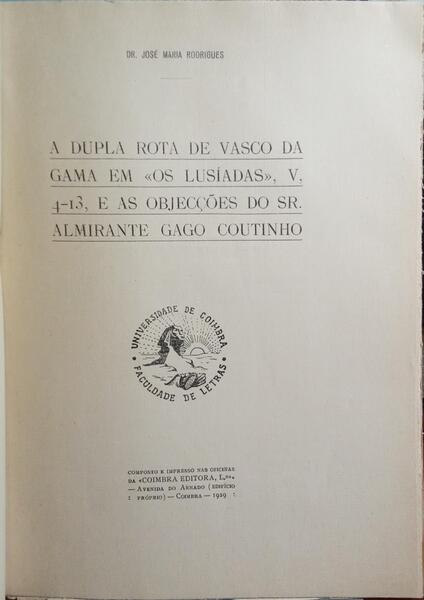 DR. JOSÉ MARIA RODRIGUES
A DUPLA ROTA DE VASCO DA
GAMA EM «OS LUSÍADAS», V,
4-13, E AS OBJECÇÕES DO SR.
ALMIRANTE GAGO COUTINHO
UNIVERSIDADE DE COIMBRA
• FACULDADE DE LETRAS •
COMPOSTO E IMPRESSO NAS OFICINAS
DA «COIMBRA EDITORA, L.DA»
— AVENIDA DO ARNADO (EDIFÍCIO
: PRÓPRIO) — COIMBRA — 1929 :